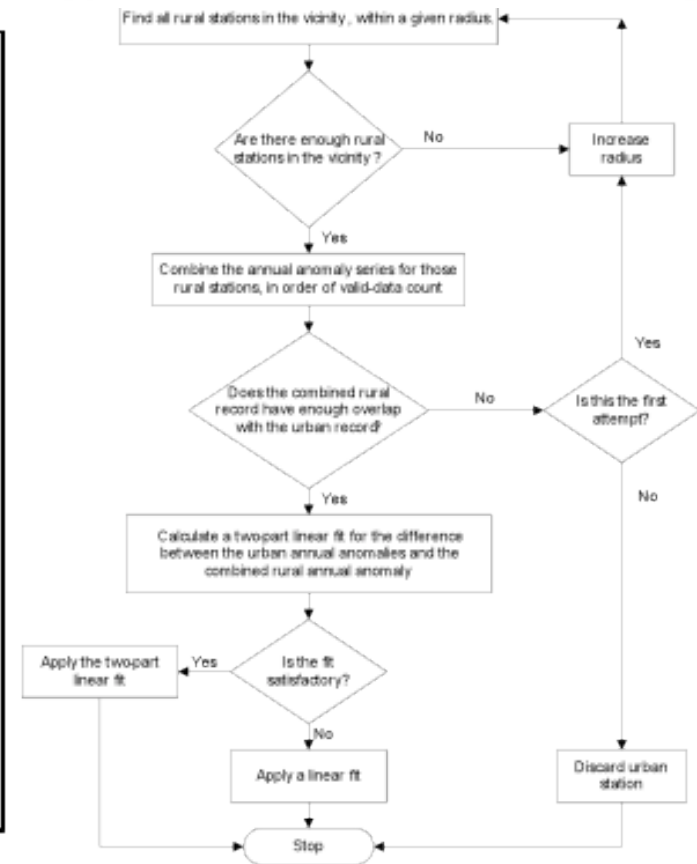 Find all rural stations in the vicinity, within a given radius.
Are there enough rural
stations in the vicinity?
No
Increase
radius
Yes
Combine the annual anomaly series for those
rural stations, in order of valid-data count
Does the combined rural
record have enough overlap
with the urban record?
No
Is this the first
attempt?
Yes
No
Yes
Calculate a two-part linear fit for the difference
between the urban annual anomalies and the
combined rural annual anomaly
Is the fit
satisfactory?
Yes
Apply the two-part
linear fit
No
Apply a linear fit
Discard urban
station
Stop